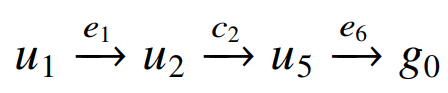 u₁ —e₁→ u₂ —c₂→ u₅ —e₆→ g₀